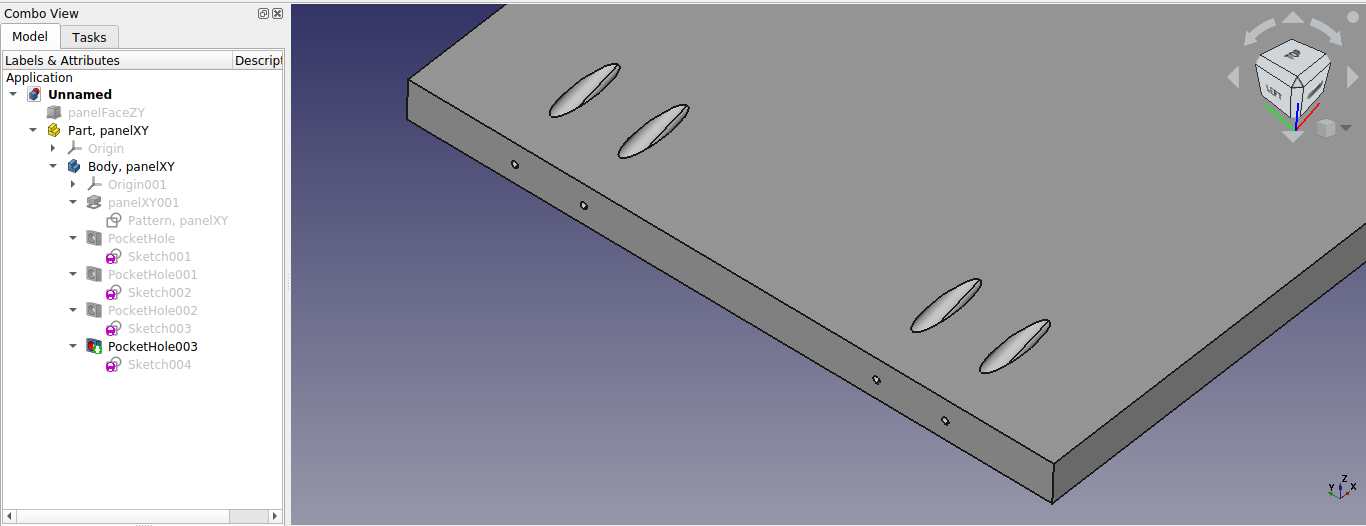 Combo View
Model Tasks
Labels & Attributes Descript
Application
Unnamed
panelFaceZY
Part, panelXY
Origin
Body, panelXY
Origin001
panelXY001
Pattern, panelXY
PocketHole
Sketch001
PocketHole001
Sketch002
PocketHole002
Sketch003
PocketHole003
Sketch004
LEFT
Z
Y X